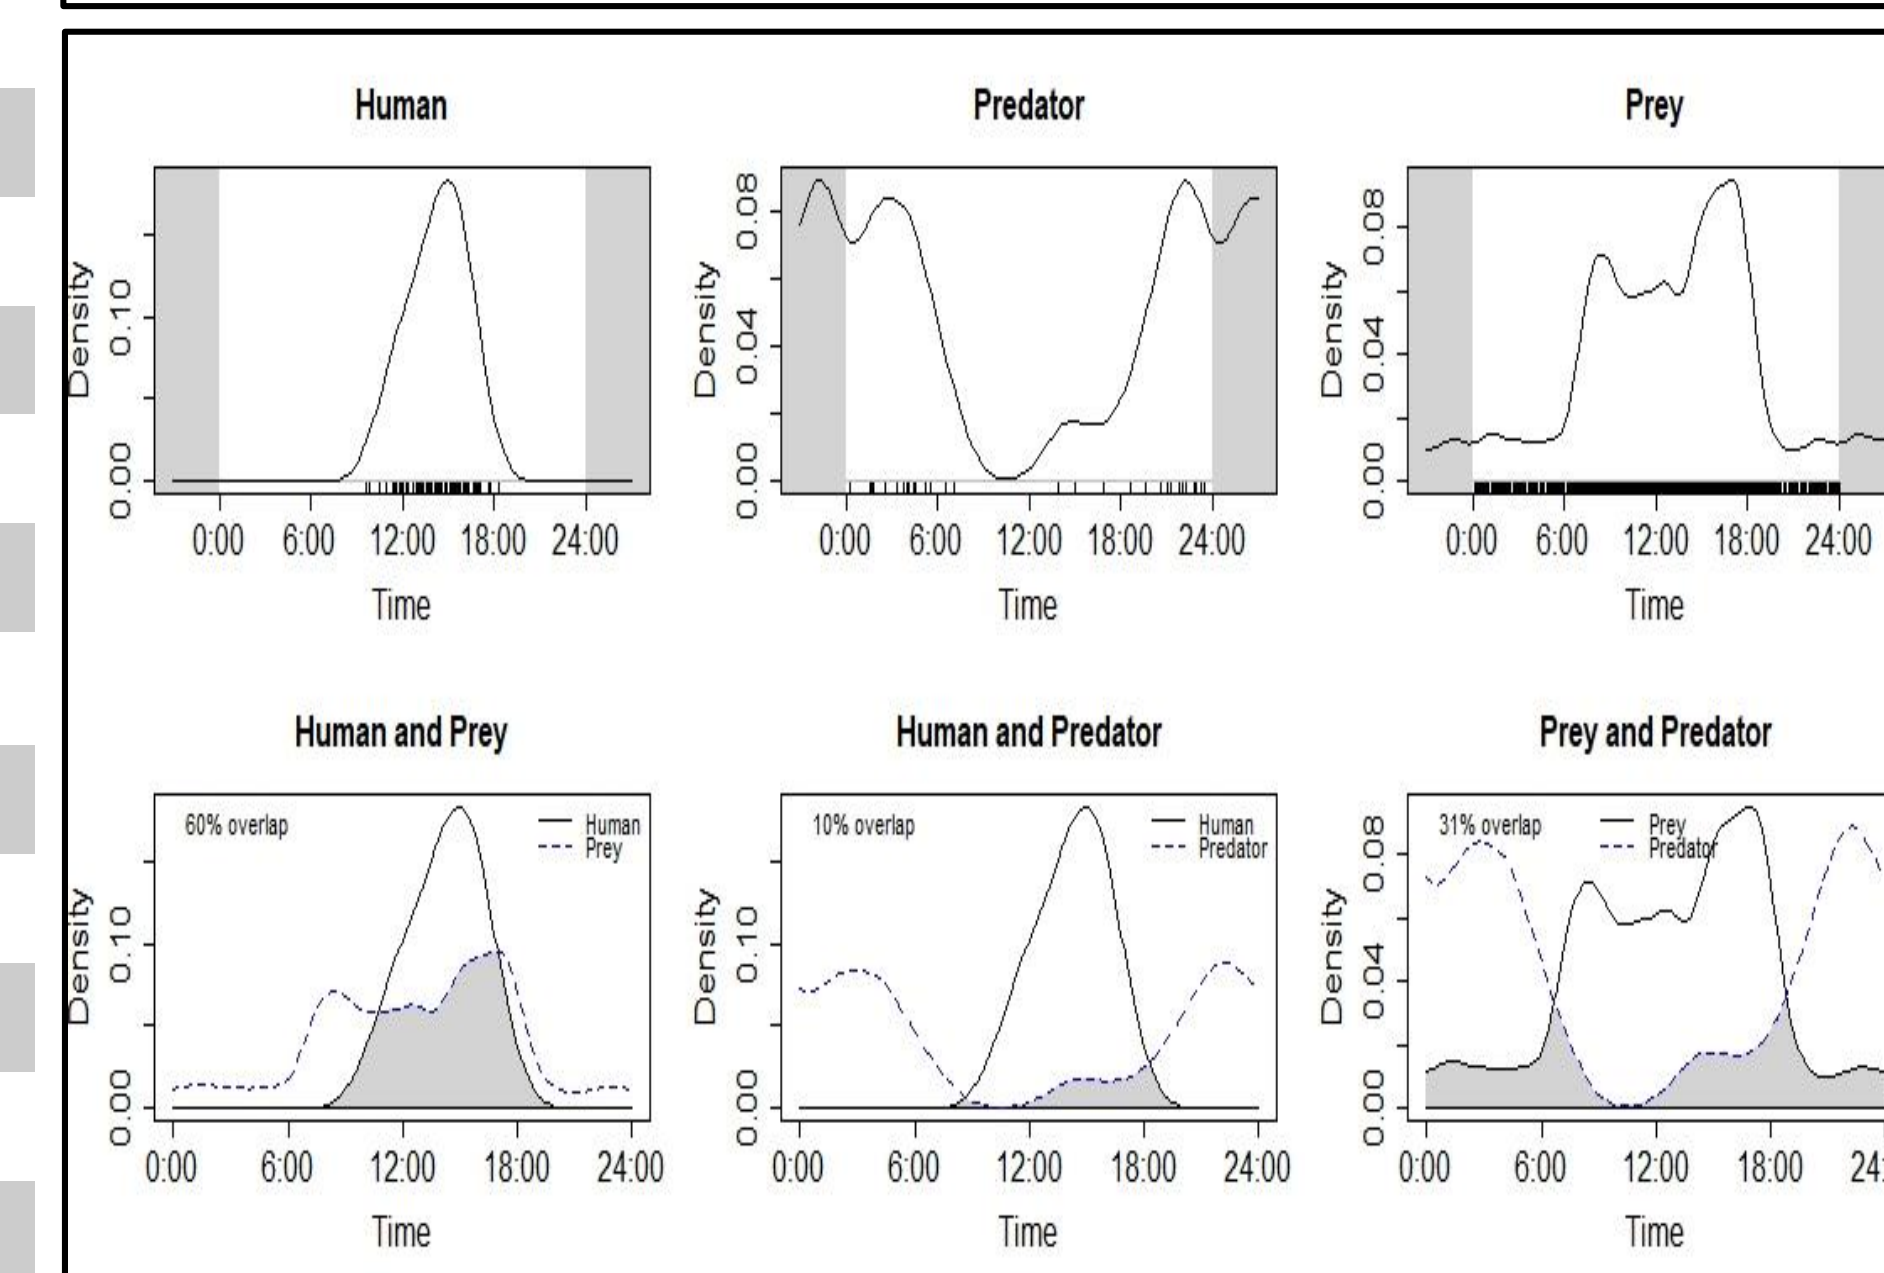 Human
Density
0.00 0.10
0:00 6:00 12:00 18:00 24:00
Time
Predator
Density
0.00 0.04 0.08
0:00 6:00 12:00 18:00 24:00
Time
Prey
Density
0.00 0.04 0.08
0:00 6:00 12:00 18:00 24:00
Time
Human and Prey
60% overlap
Human
Prey
Density
0.00 0.10
0:00 6:00 12:00 18:00 24:00
Time
Human and Predator
10% overlap
Human
Predator
Density
0.00 0.10
0:00 6:00 12:00 18:00 24:00
Time
Prey and Predator
31% overlap
Prey
Predator
Density
0.00 0.04 0.08
0:00 6:00 12:00 18:00 24:
Time